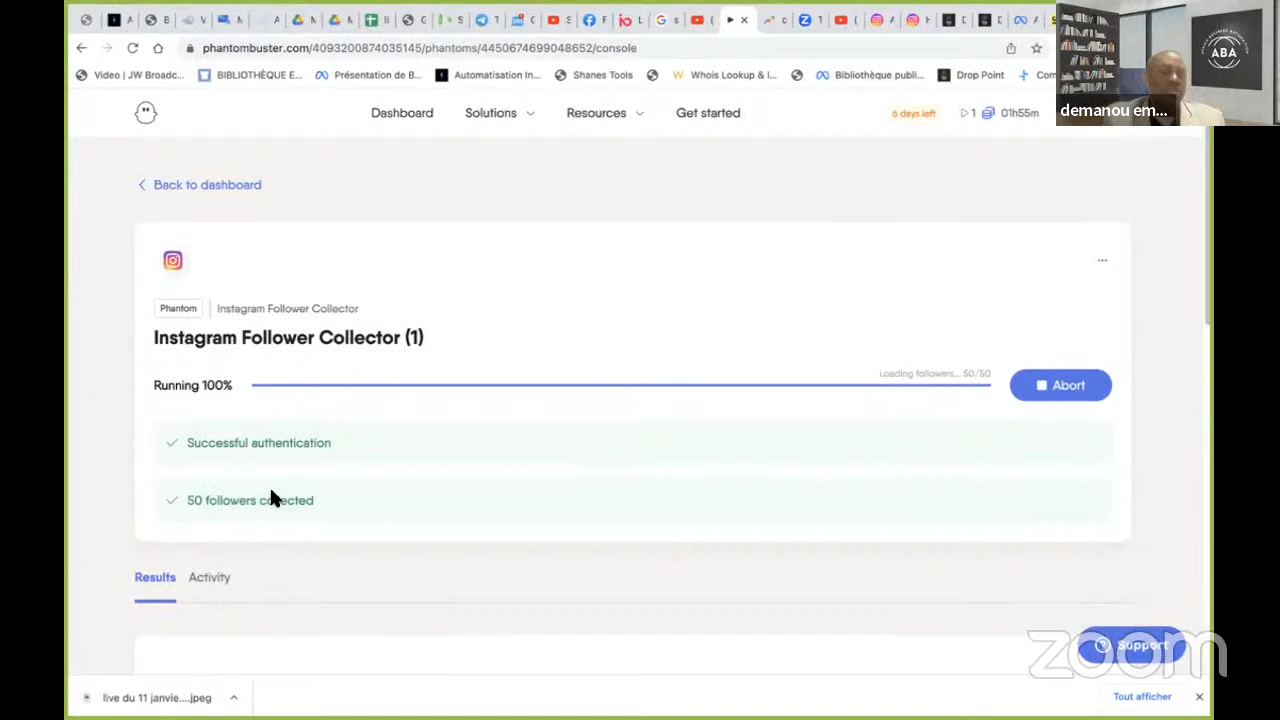 phantombuster.com/4093200874035145/phantoms/4450674699048652/console
Video | JW Broadc...
BIBLIOTHÈQUE E...
Présentation de B...
Automatisation In...
Shanes Tools
Whois Lookup & I...
Bibliothèque publi...
Drop Point
ABA
demanou em...
Dashboard
Solutions
Resources
Get started
6 days left
1
01h55m
Back to dashboard
...
Phantom
Instagram Follower Collector
Instagram Follower Collector (1)
Loading followers... 50/50
Running 100%
Abort
Successful authentication
50 followers collected
Results
Activity
Support
zoom
live du 11 janvie....jpeg
Tout afficher